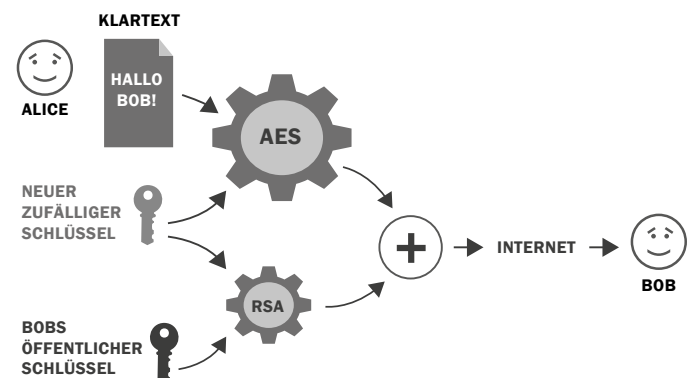 KLARTEXT
HALLO
BOB!
ALICE
AES
NEUER
ZUFÄLLIGER
SCHLÜSSEL
INTERNET
BOB
RSA
BOBS
ÖFFENTLICHER
SCHLÜSSEL